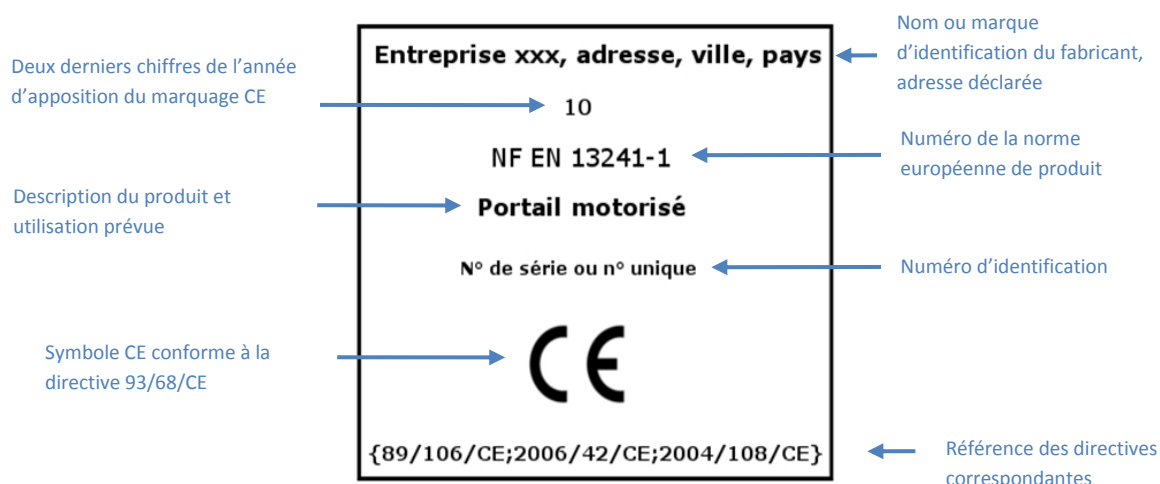 Nom ou marque
d’identification du fabricant,
adresse déclarée
Entreprise xxx, adresse, ville, pays
Deux derniers chiffres de l’année
d’apposition du marquage CE
10
NF EN 13241-1
Numéro de la norme
européenne de produit
Description du produit et
utilisation prévue
Portail motorisé
N° de série ou n° unique
Numéro d’identification
Symbole CE conforme à la
directive 93/68/CE
CE
{89/106/CE;2006/42/CE;2004/108/CE}
Référence des directives
correspondantes